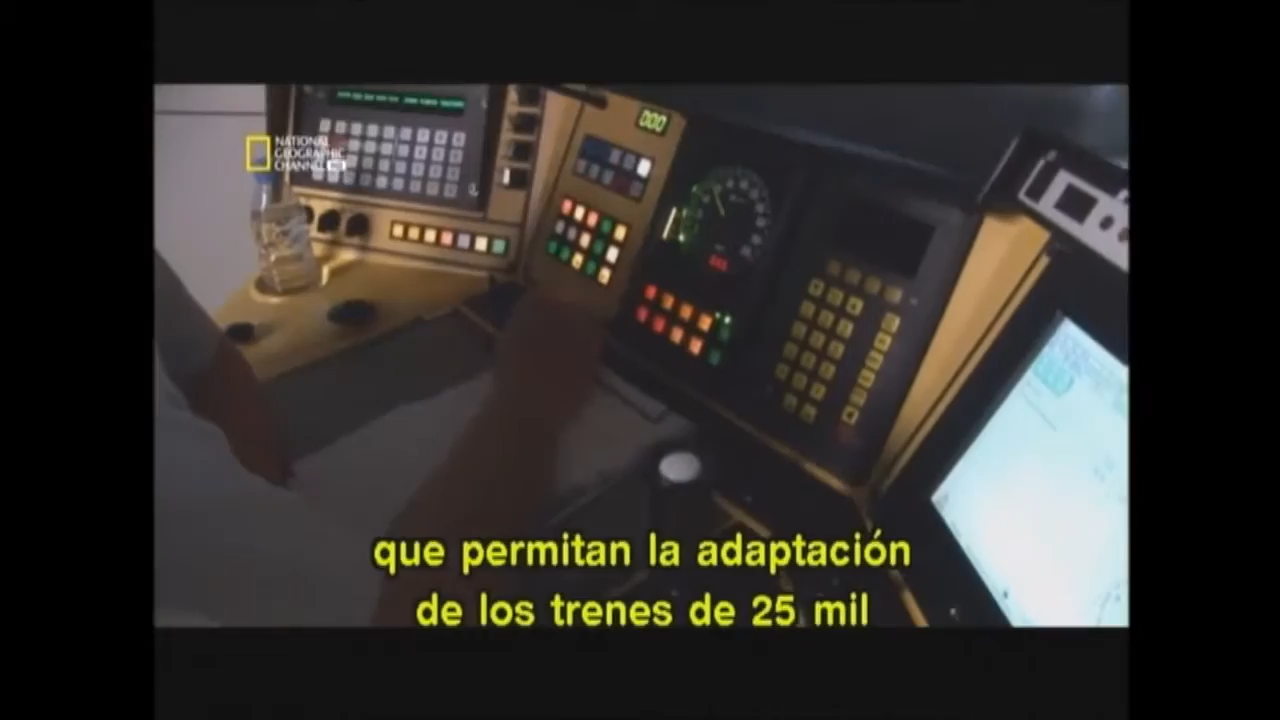 NATIONAL
GEOGRAPHIC
CHANNEL
000
que permitan la adaptación
de los trenes de 25 mil